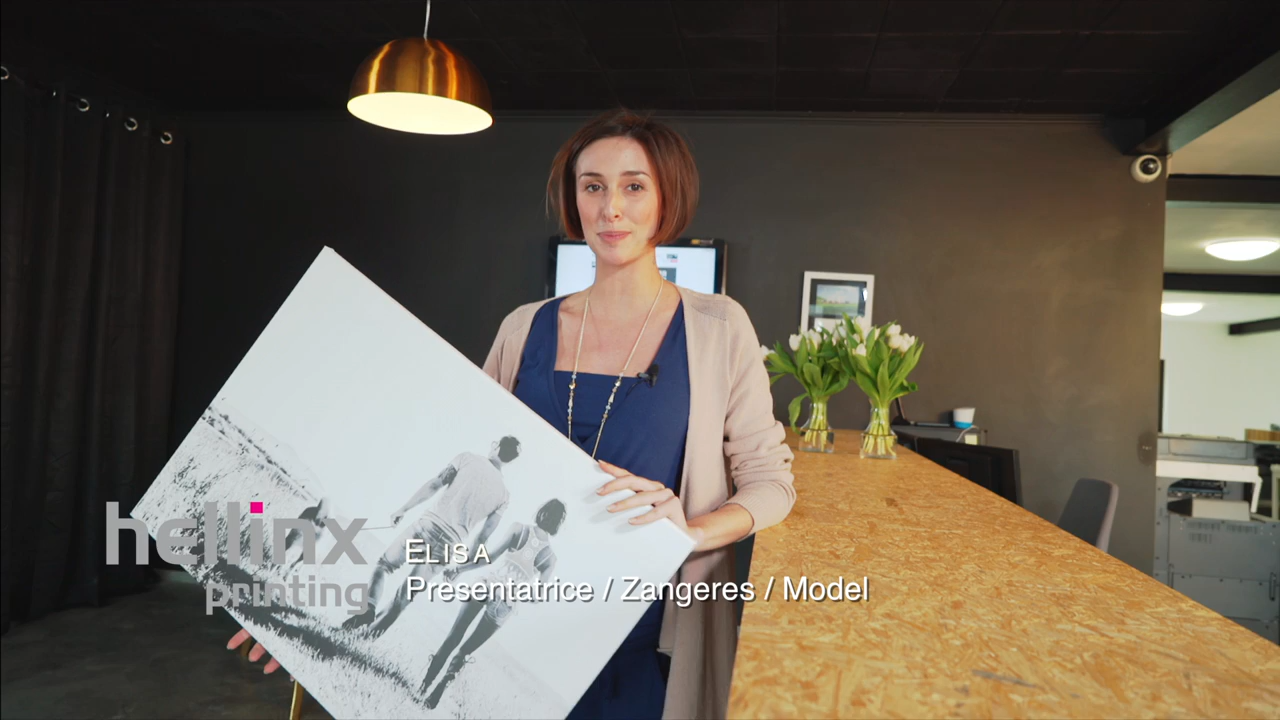 hellinx
printing
ELISA
Presentatrice / Zangeres / Model